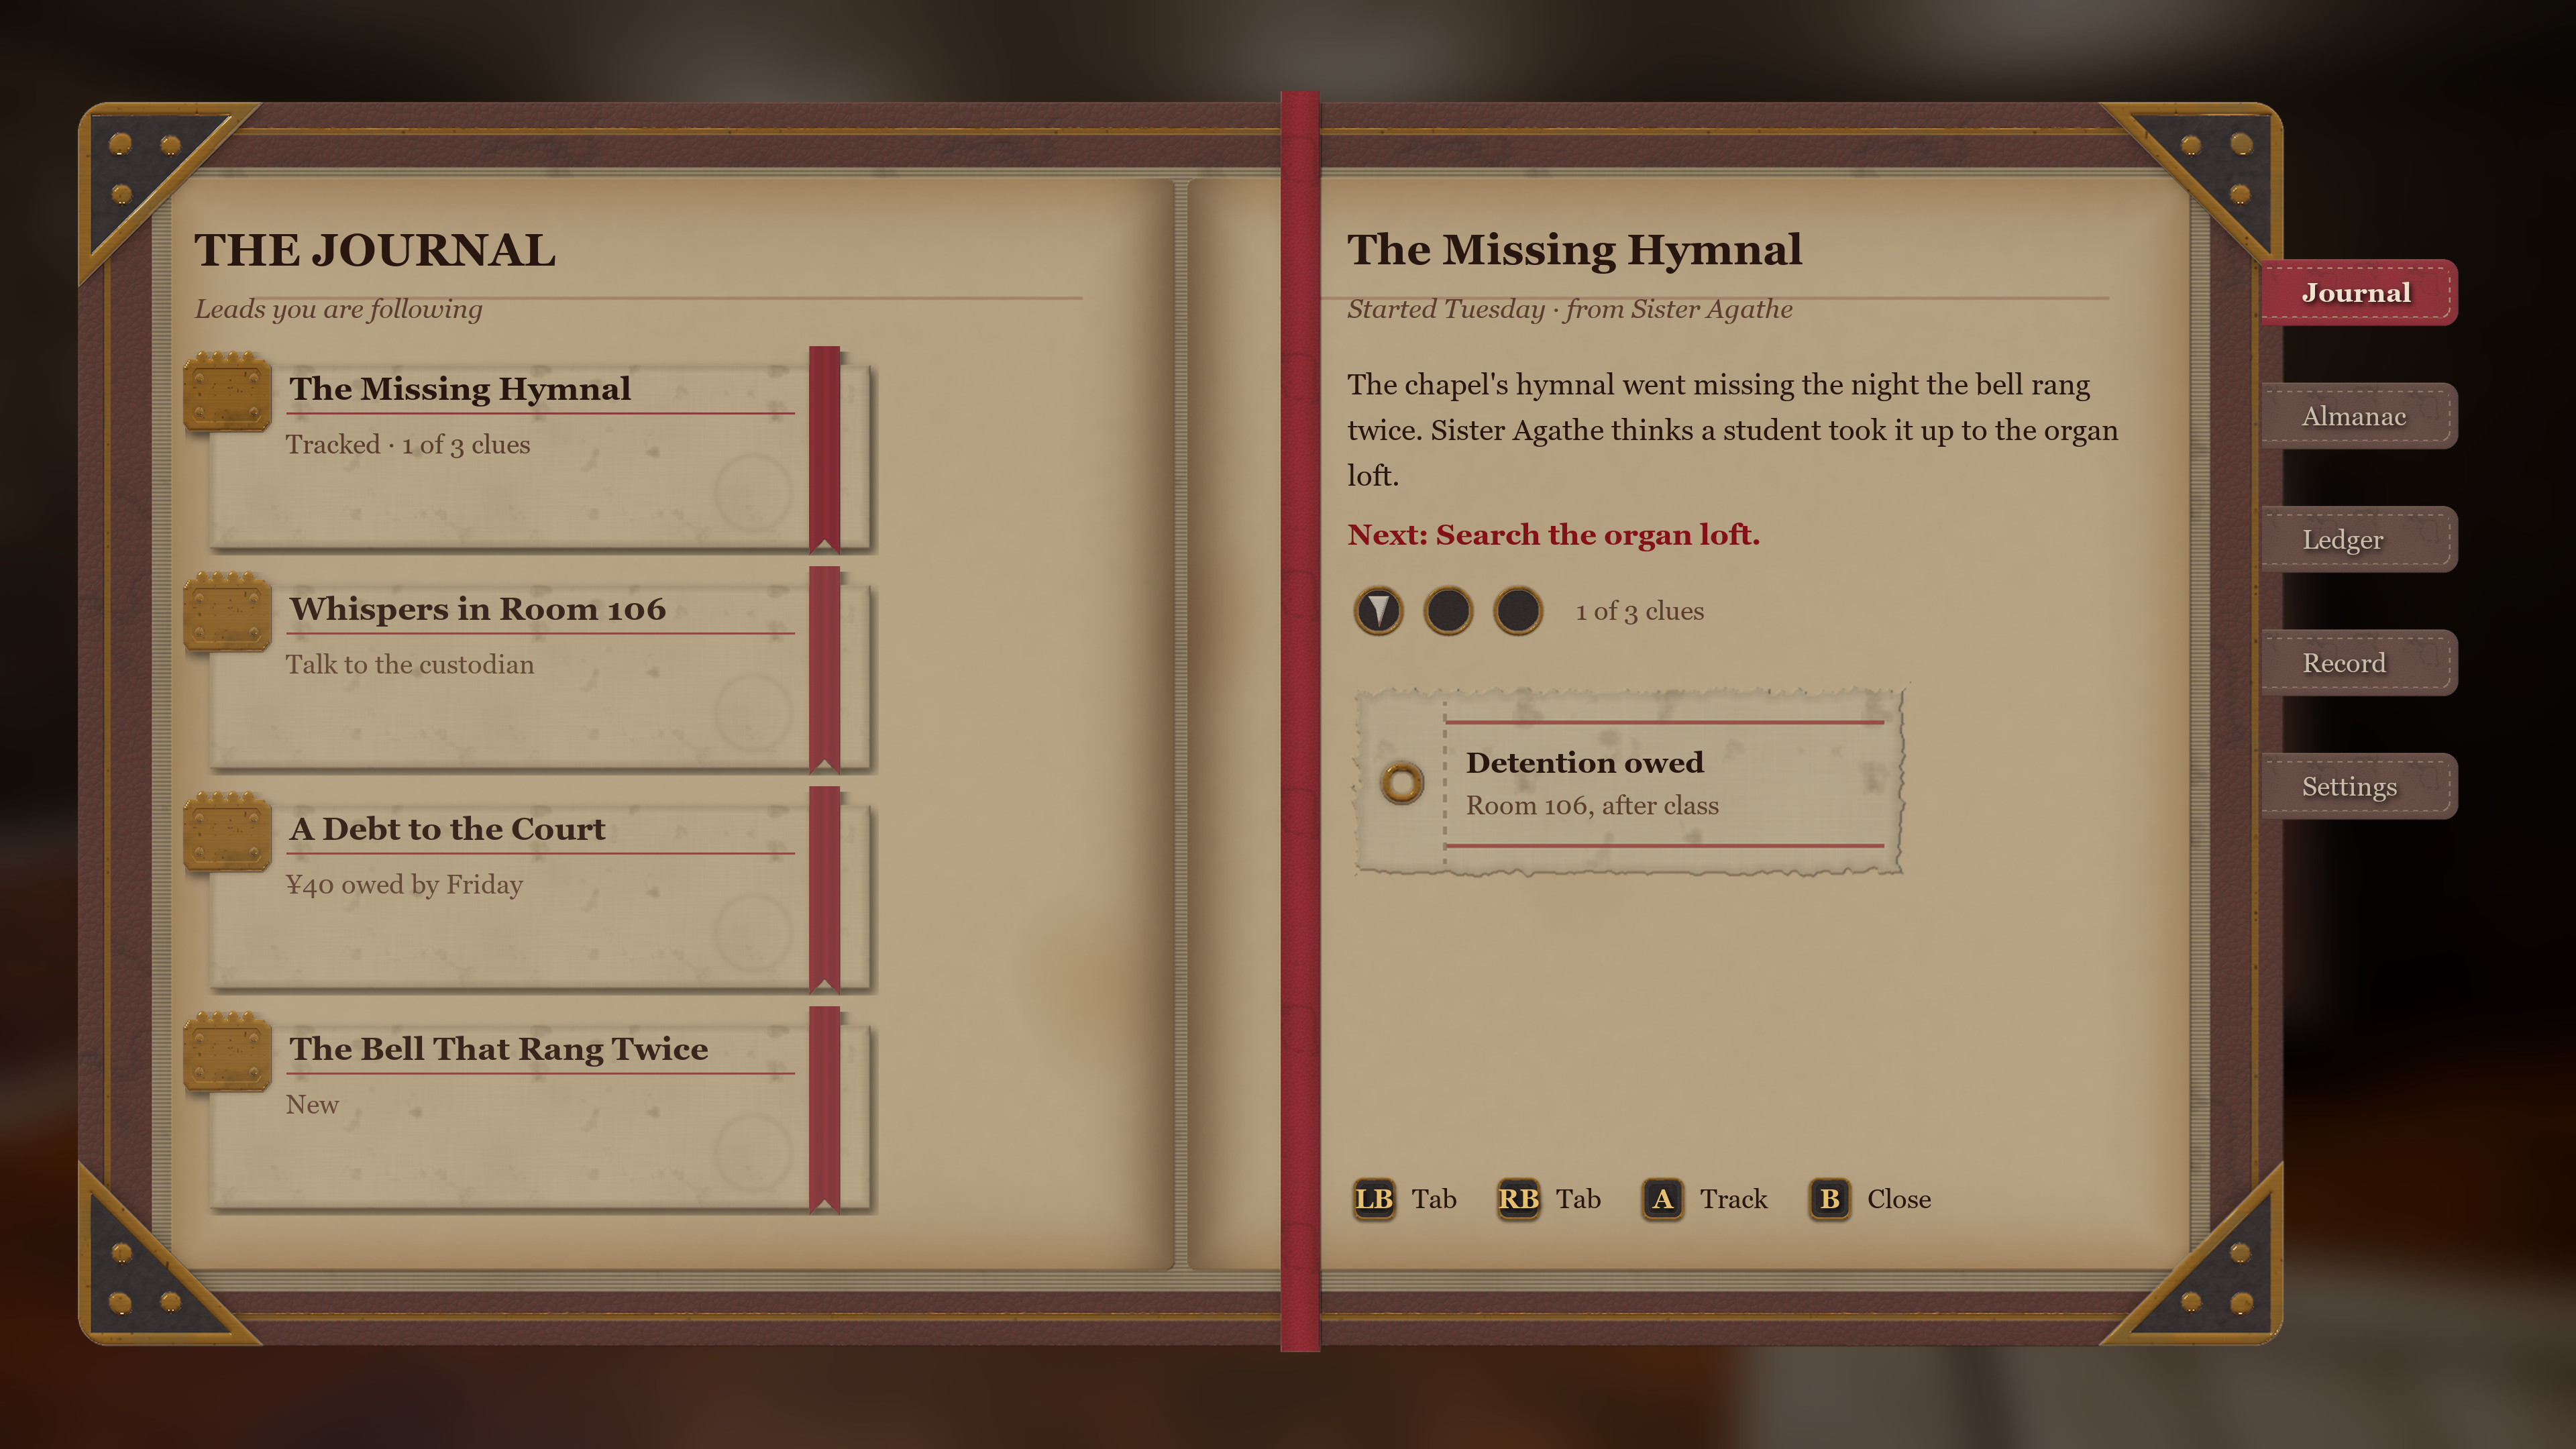 THE JOURNAL
Leads you are following
The Missing Hymnal
Tracked · 1 of 3 clues
Whispers in Room 106
Talk to the custodian
A Debt to the Court
¥40 owed by Friday
The Bell That Rang Twice
New
The Missing Hymnal
Started Tuesday · from Sister Agathe
The chapel's hymnal went missing the night the bell rang
twice. Sister Agathe thinks a student took it up to the organ
loft.
Next: Search the organ loft.
1 of 3 clues
Detention owed
Room 106, after class
LB Tab RB Tab A Track B Close
Journal
Almanac
Ledger
Record
Settings